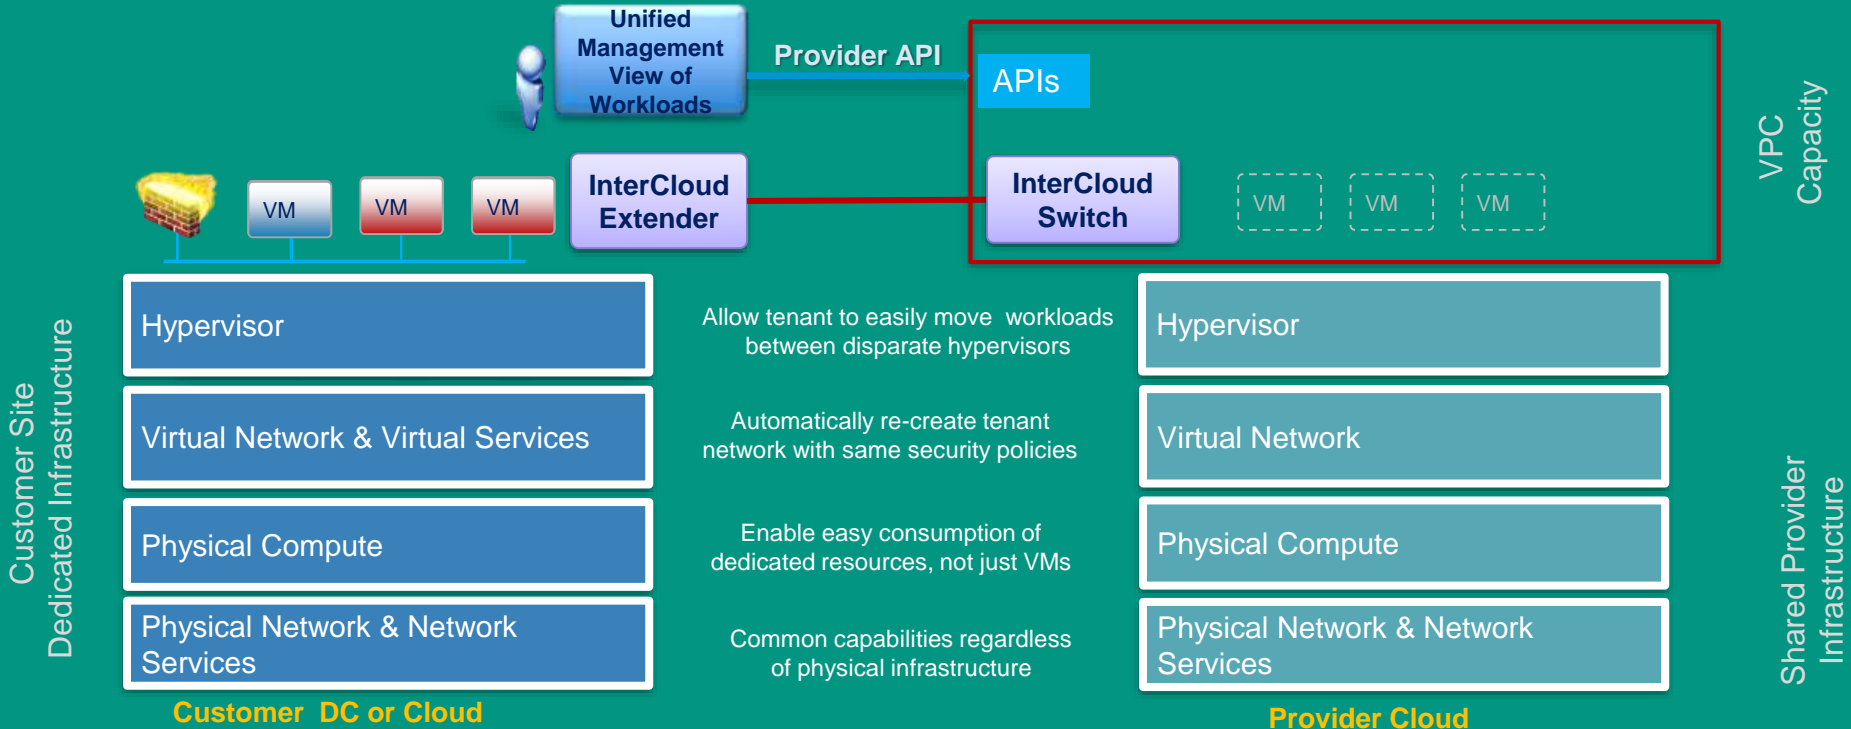 Unified
Management
View of
Workloads
Provider API
APIs
VPC
Capacity
VM
VM
VM
InterCloud
Extender
InterCloud
Switch
VM
VM
VM
Customer Site
Dedicated Infrastructure
Hypervisor
Allow tenant to easily move workloads
between disparate hypervisors
Hypervisor
Virtual Network & Virtual Services
Automatically re-create tenant
network with same security policies
Virtual Network
Physical Compute
Enable easy consumption of
dedicated resources, not just VMs
Physical Compute
Physical Network & Network
Services
Common capabilities regardless
of physical infrastructure
Physical Network & Network
Services
Shared Provider
Infrastructure
Customer DC or Cloud
Provider Cloud